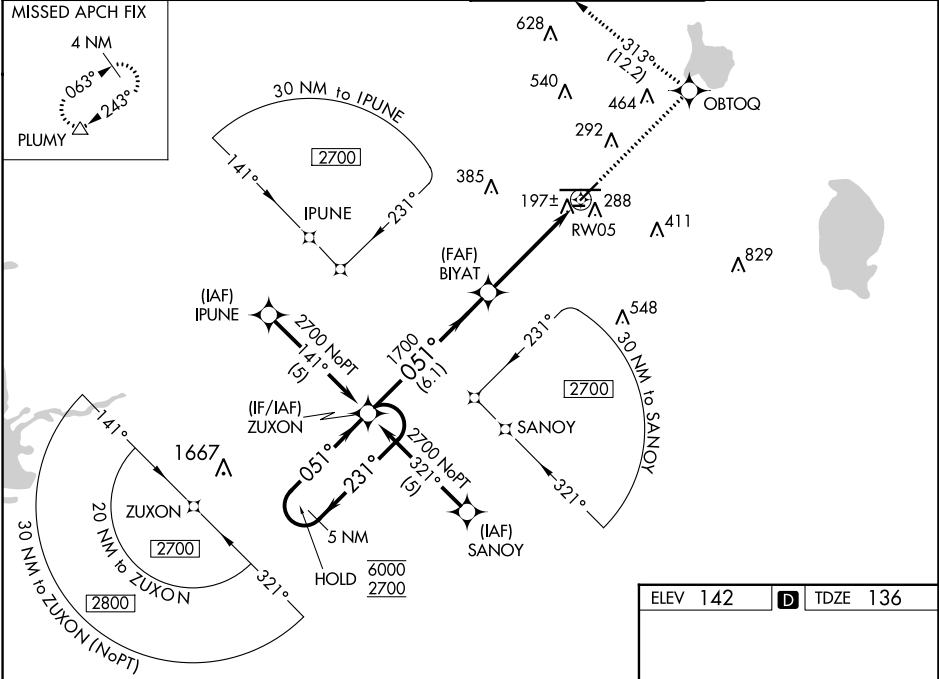 MISSED APCH FIX
4 NM
063°
243°
PLUMY
628
540
464
292
385
197±
288
411
829
548
313°
(12.2)
OBTOQ
RW05
30 NM to IPUNE
2700
141°
231°
IPUNE
(FAF)
BIYAT
(IAF)
IPUNE
2700 NoPT
141°
(5)
1700
051°
(6.1)
(IF/IAF)
ZUXON
051°
231°
5 NM
HOLD
6000
2700
2700 NoPT
321°
(5)
(IAF)
SANOY
231°
30 NM to SANOY
2700
SANOY
321°
141°
1667
ZUXON
2700
20 NM to ZUXON
321°
2800
30 NM to ZUXON (NoPT)
ELEV 142 D TDZE 136